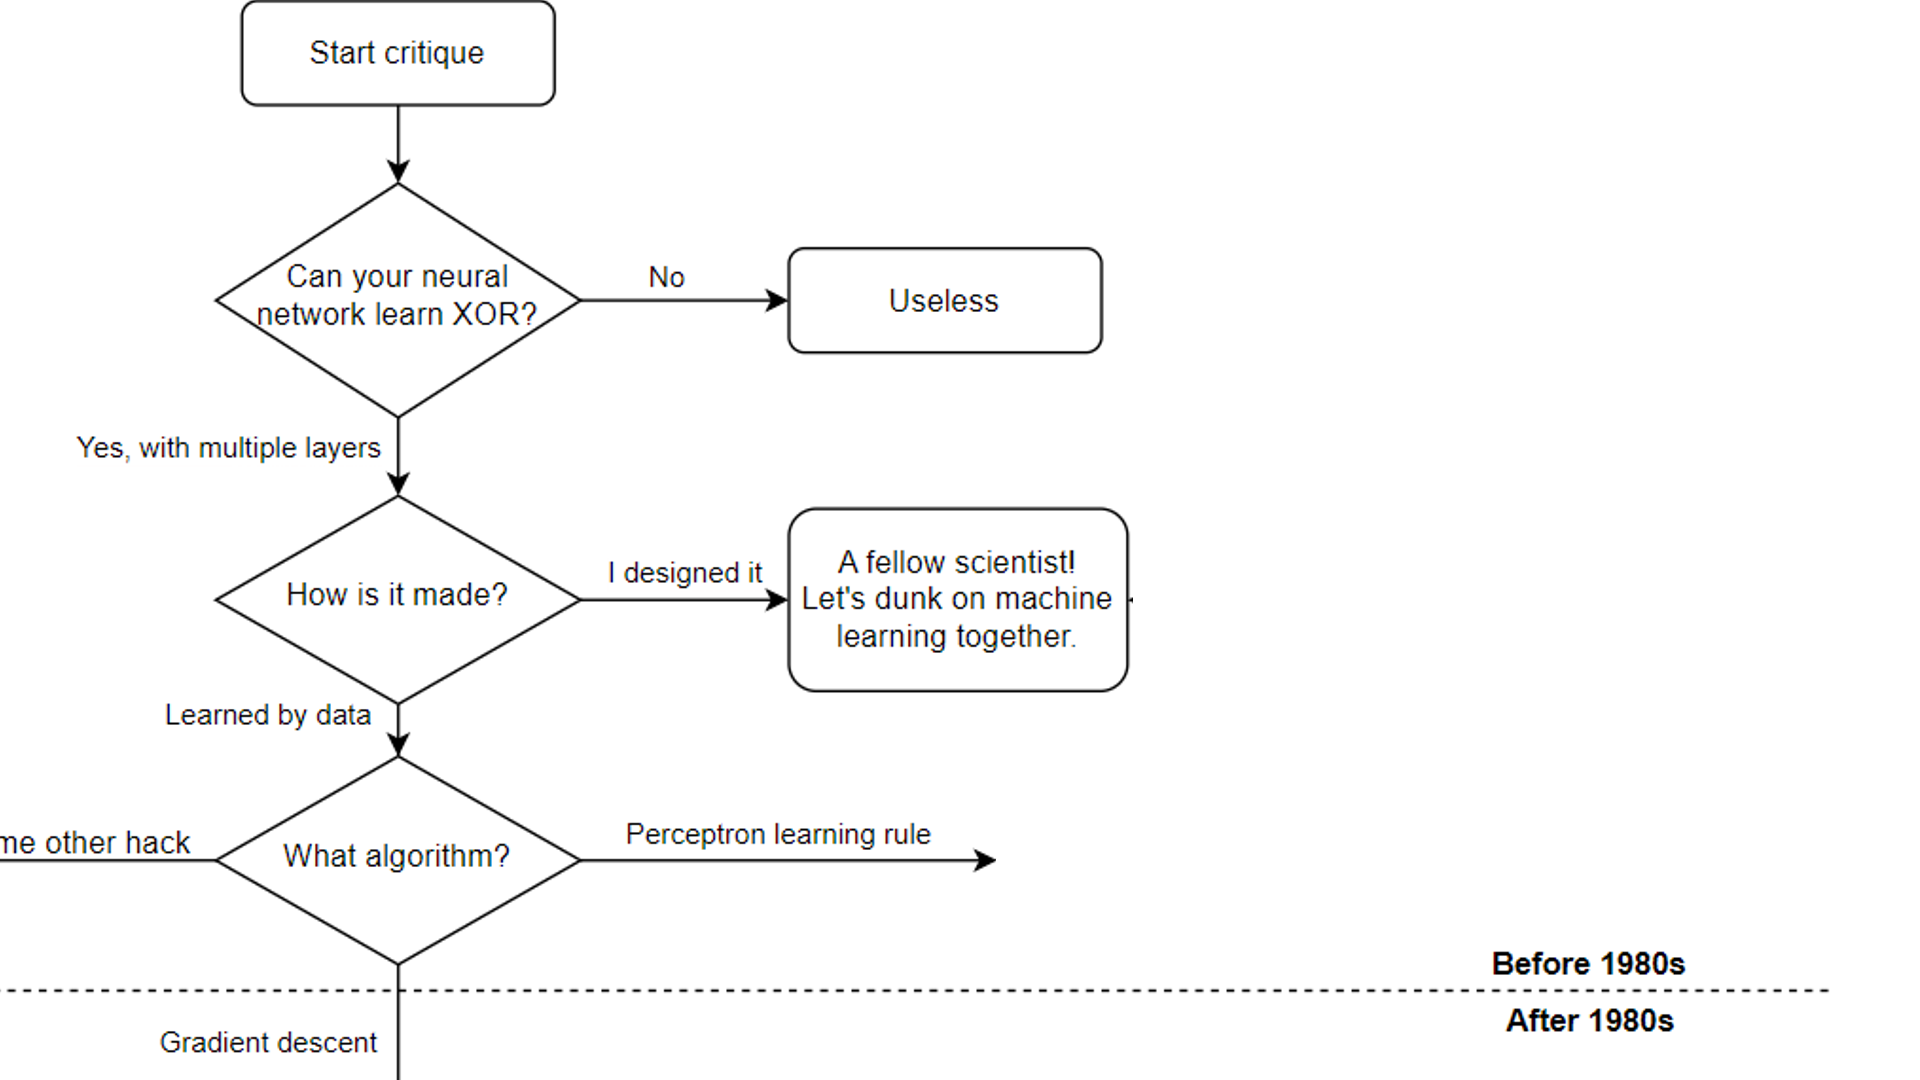 Start critique
Can your neural
network learn XOR?
No
Useless
Yes, with multiple layers
How is it made?
I designed it
A fellow scientist!
Let's dunk on machine
learning together.
Learned by data
other hack
What algorithm?
Perceptron learning rule
Before 1980s
After 1980s
Gradient descent